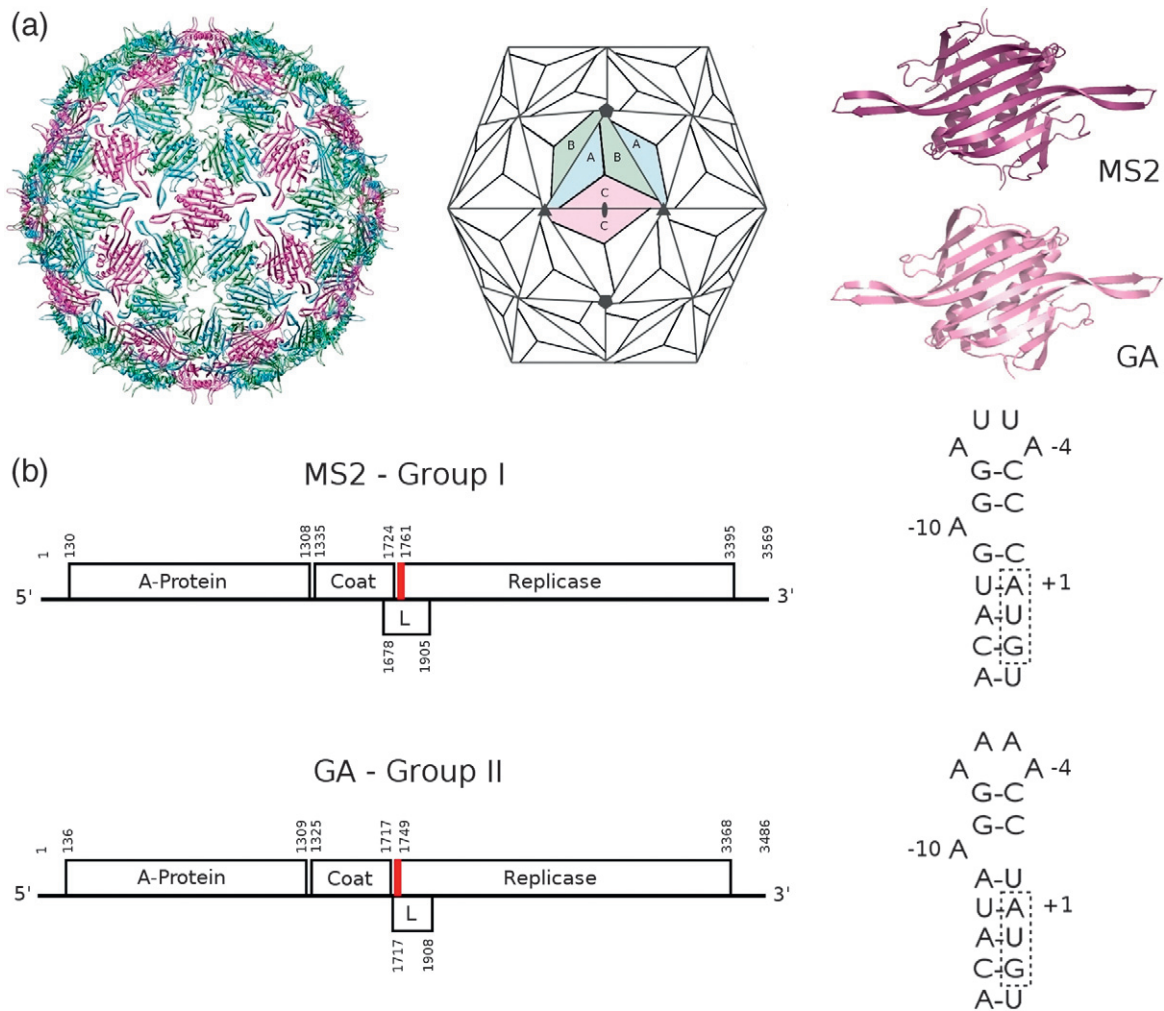 (a)
B
A
B
A
C
C
MS2
GA
(b)
MS2 - Group I
1
130
1308
1335
1724
1761
3395
3569
5'
A-Protein
Coat
Replicase
3'
L
1678
1905
U U
A A -4
G-C
G-C
-10 A
G-C
U-A +1
A-U
C-G
A-U
GA - Group II
1
136
1309
1325
1717
1749
3368
3486
5'
A-Protein
Coat
Replicase
3'
L
1717
1908
A A
A A -4
G-C
G-C
-10 A
A-U
U-A +1
A-U
C-G
A-U